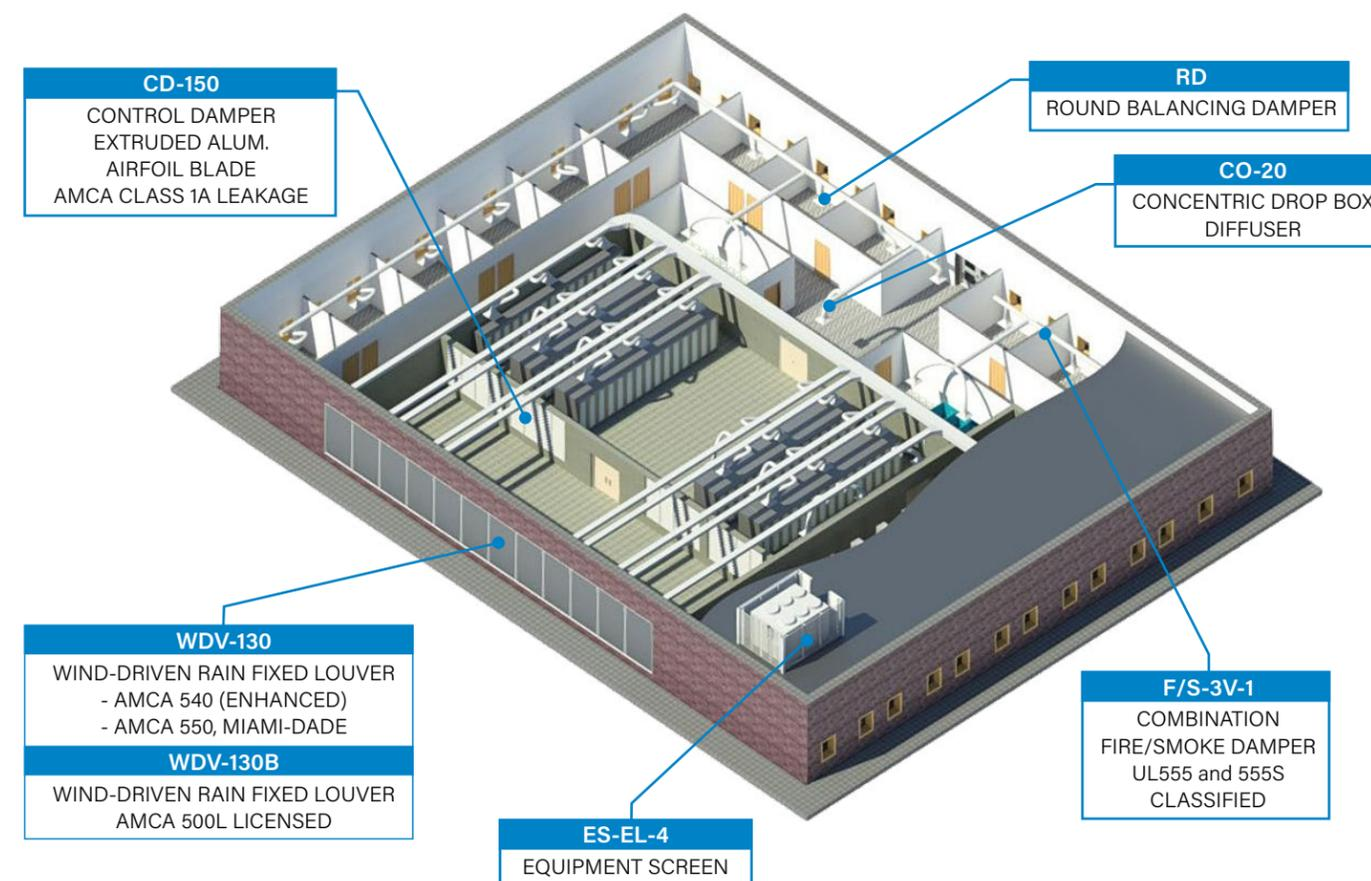 CD-150
CONTROL DAMPER
EXTRUDED ALUM.
AIRFOIL BLADE
AMCA CLASS 1A LEAKAGE
RD
ROUND BALANCING DAMPER
CO-20
CONCENTRIC DROP BOX
DIFFUSER
WDV-130
WIND-DRIVEN RAIN FIXED LOUVER
- AMCA 540 (ENHANCED)
- AMCA 550, MIAMI-DADE
WDV-130B
WIND-DRIVEN RAIN FIXED LOUVER
AMCA 500L LICENSED
ES-EL-4
EQUIPMENT SCREEN
F/S-3V-1
COMBINATION
FIRE/SMOKE DAMPER
UL555 and 555S
CLASSIFIED